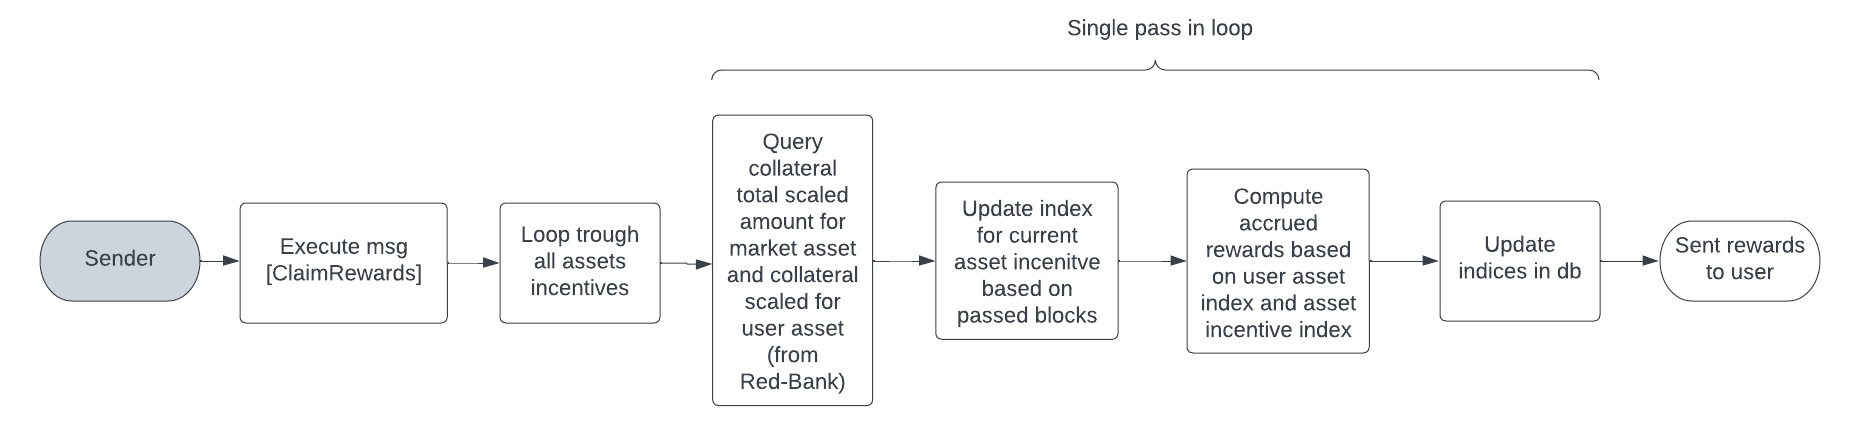 Single pass in loop
Sender
Execute msg
[ClaimRewards]
Loop trough
all assets
incentives
Query
collateral
total scaled
amount for
market asset
and collateral
scaled for
user asset
(from
Red-Bank)
Update index
for current
asset incenitve
based on
passed blocks
Compute
accrued
rewards based
on user asset
index and asset
incentive index
Update
indices in db
Sent rewards
to user